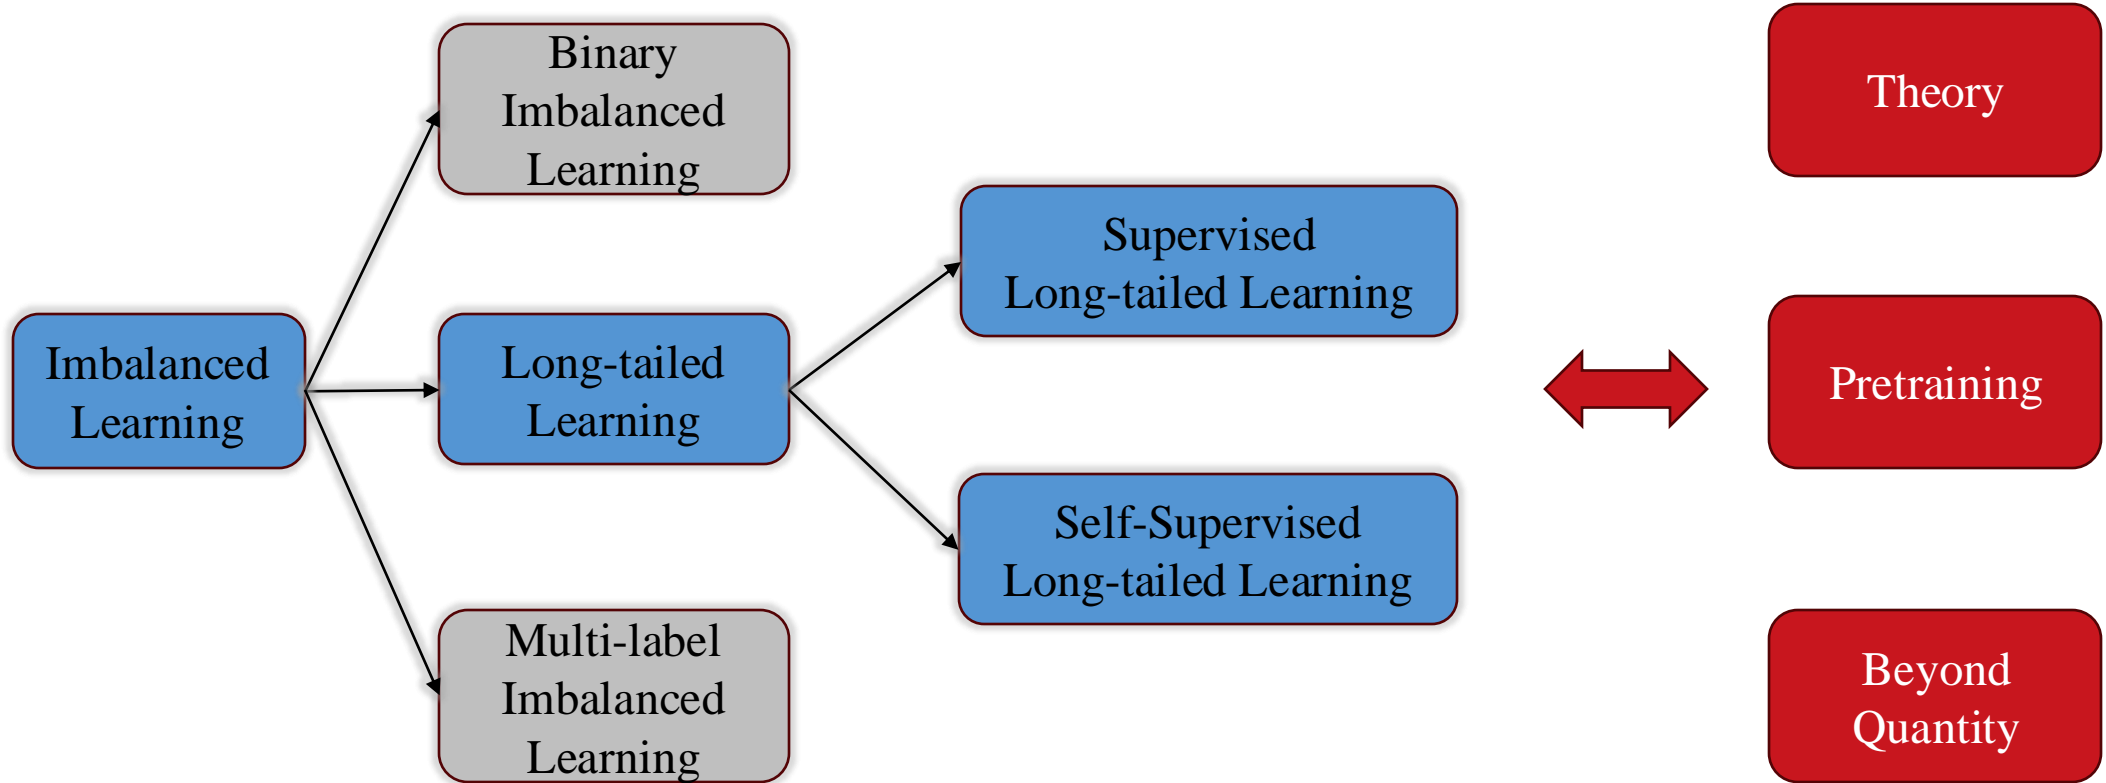 Binary
Imbalanced
Learning
Theory
Supervised
Long-tailed Learning
Imbalanced
Learning
Long-tailed
Learning
Pretraining
Self-Supervised
Long-tailed Learning
Multi-label
Imbalanced
Learning
Beyond
Quantity